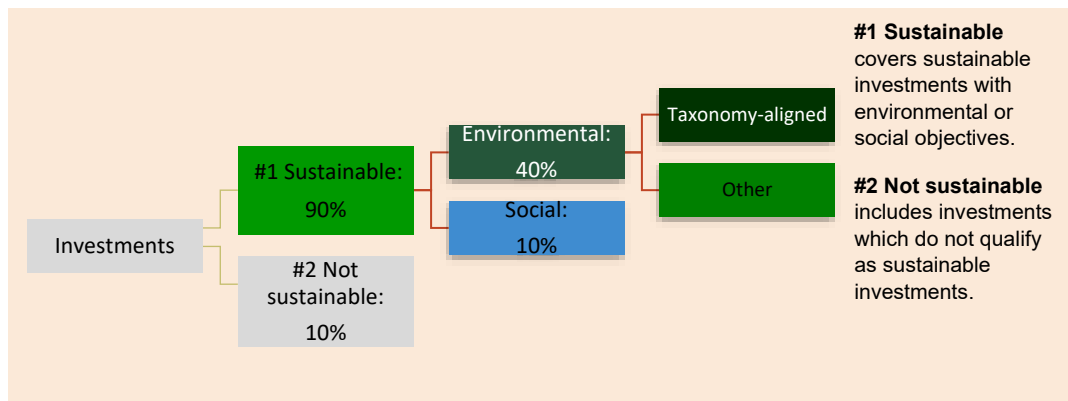 Investments
#1 Sustainable:
90%
#2 Not
sustainable:
10%
Environmental:
40%
Social:
10%
Taxonomy-aligned
Other
#1 Sustainable
covers sustainable
investments with
environmental or
social objectives.
#2 Not sustainable
includes investments
which do not qualify
as sustainable
investments.